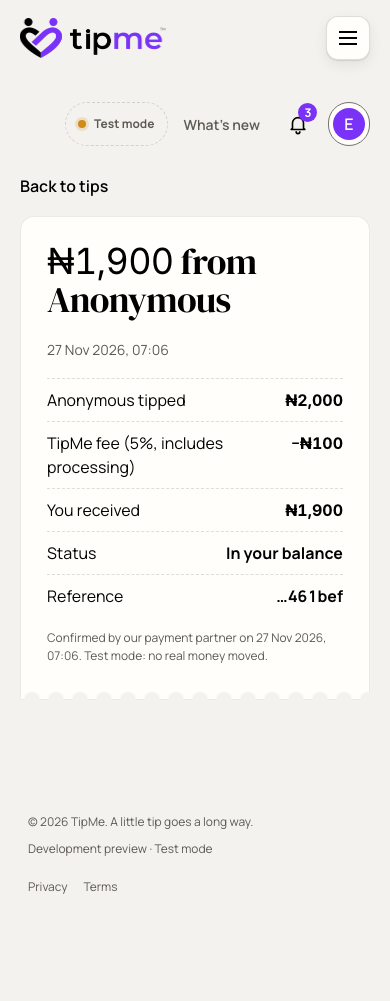 tipme™
Test mode
What's new
3
E
Back to tips
₦1,900 from
Anonymous
27 Nov 2026, 07:06
Anonymous tipped ₦2,000
TipMe fee (5%, includes −₦100
processing)
You received ₦1,900
Status In your balance
Reference …461bef
Confirmed by our payment partner on 27 Nov 2026,
07:06. Test mode: no real money moved.
© 2026 TipMe. A little tip goes a long way.
Development preview · Test mode
Privacy Terms